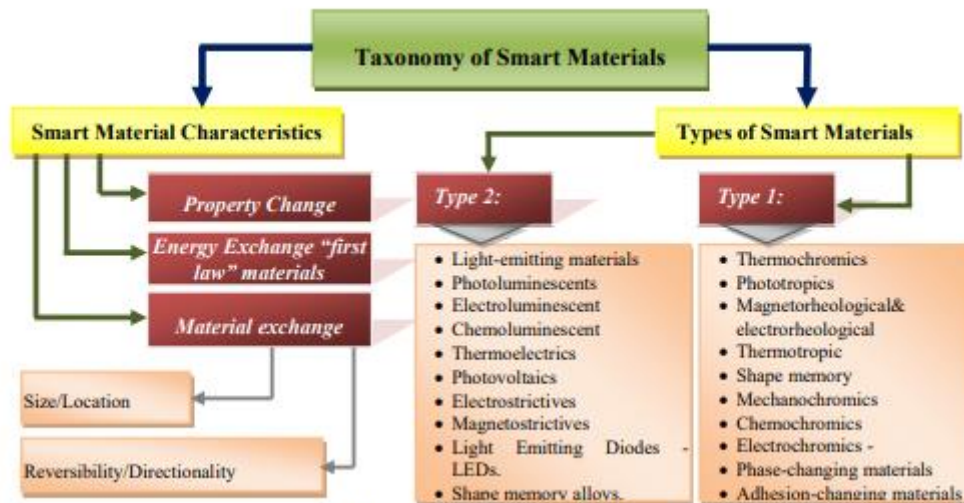 Taxonomy of Smart Materials
Smart Material Characteristics
Property Change
Energy Exchange “first
law” materials
Material exchange
Size/Location
Reversibility/Directionality
Types of Smart Materials
Type 2:
• Light-emitting materials
• Photoluminescents
• Electroluminescent
• Chemoluminescent
• Thermoelectrics
• Photovoltaics
• Electrostrictives
• Magnetostrictives
• Light Emitting Diodes -
LEDs.
• Shape memory alloys.
Type 1:
• Thermochromics
• Phototropics
• Magnetorheological&
electrorheological
• Thermotropic
• Shape memory
• Mechanochromics
• Chemochromics
• Electrochromics -
• Phase-changing materials
• Adhesion-changing materials